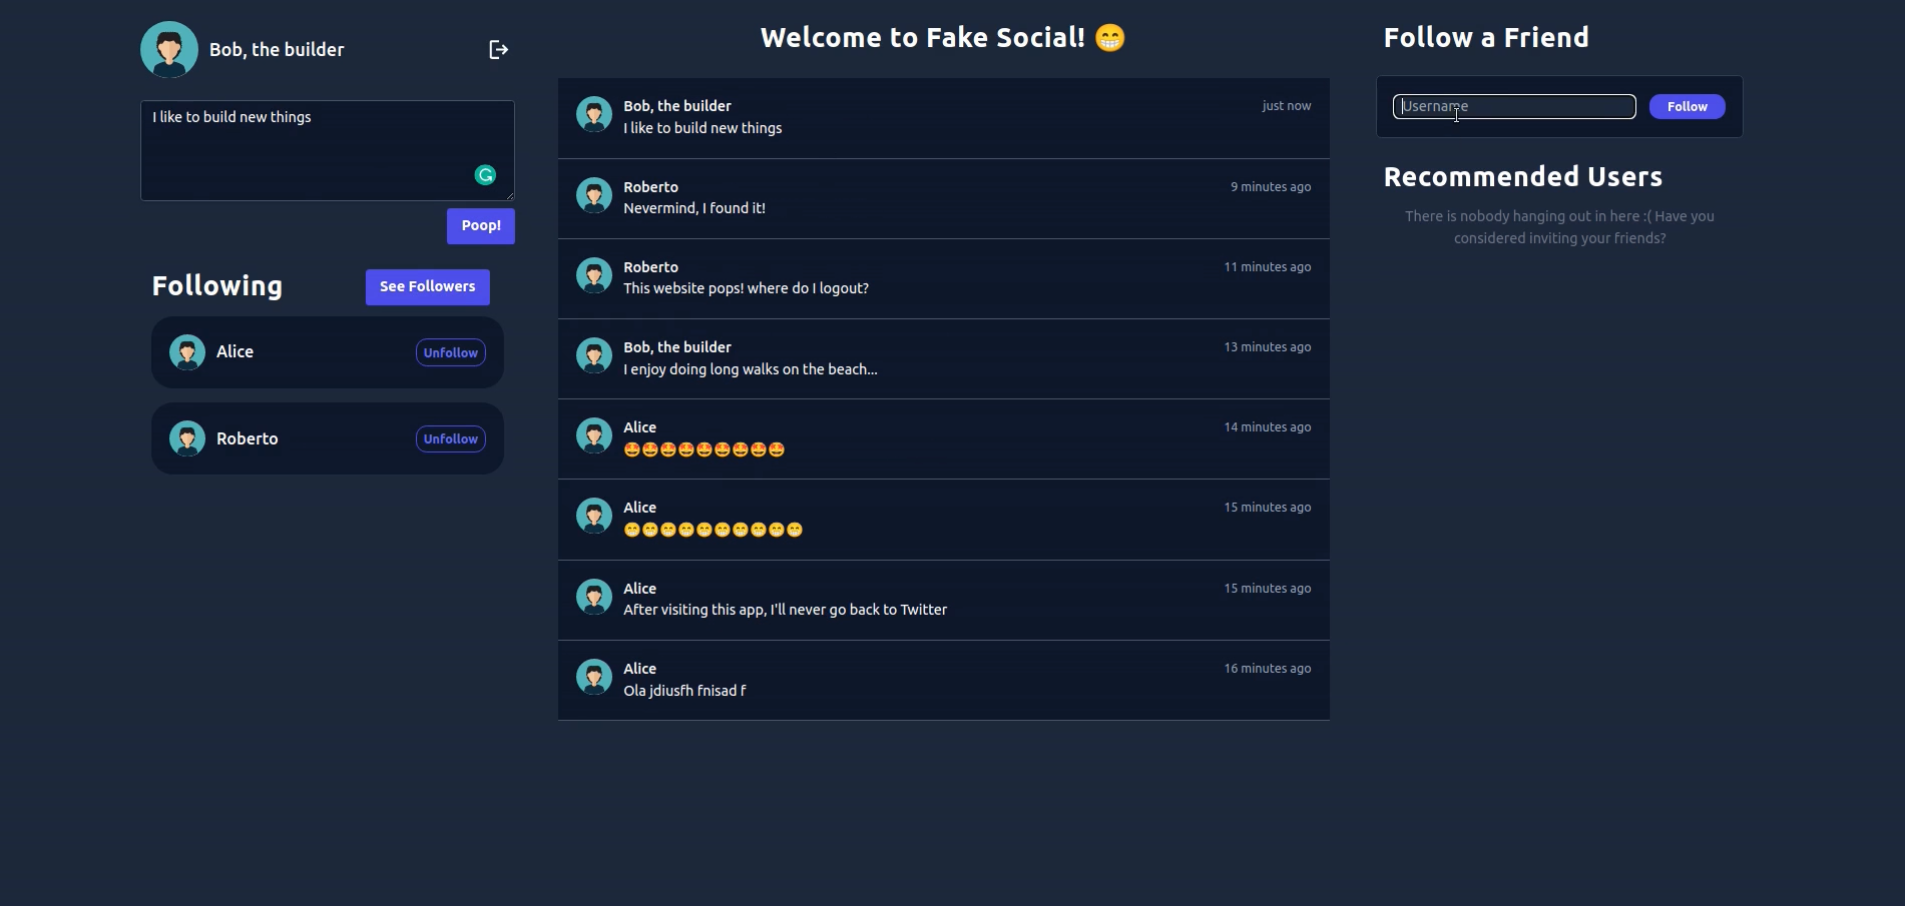 Bob, the builder
I like to build new things
Poop!
Following
See Followers
Alice
Unfollow
Roberto
Unfollow
Welcome to Fake Social! 😁
Bob, the builder
just now
I like to build new things
Roberto
9 minutes ago
Nevermind, I found it!
Roberto
11 minutes ago
This website pops! where do I logout?
Bob, the builder
13 minutes ago
I enjoy doing long walks on the beach...
Alice
14 minutes ago
🤩🤩🤩🤩🤩🤩🤩🤩🤩
Alice
15 minutes ago
😁😁😁😁😁😁😁😁😁😁
Alice
15 minutes ago
After visiting this app, I'll never go back to Twitter
Alice
16 minutes ago
Ola jdiusfh fnisad f
Follow a Friend
Username
Follow
Recommended Users
There is nobody hanging out in here :( Have you
considered inviting your friends?